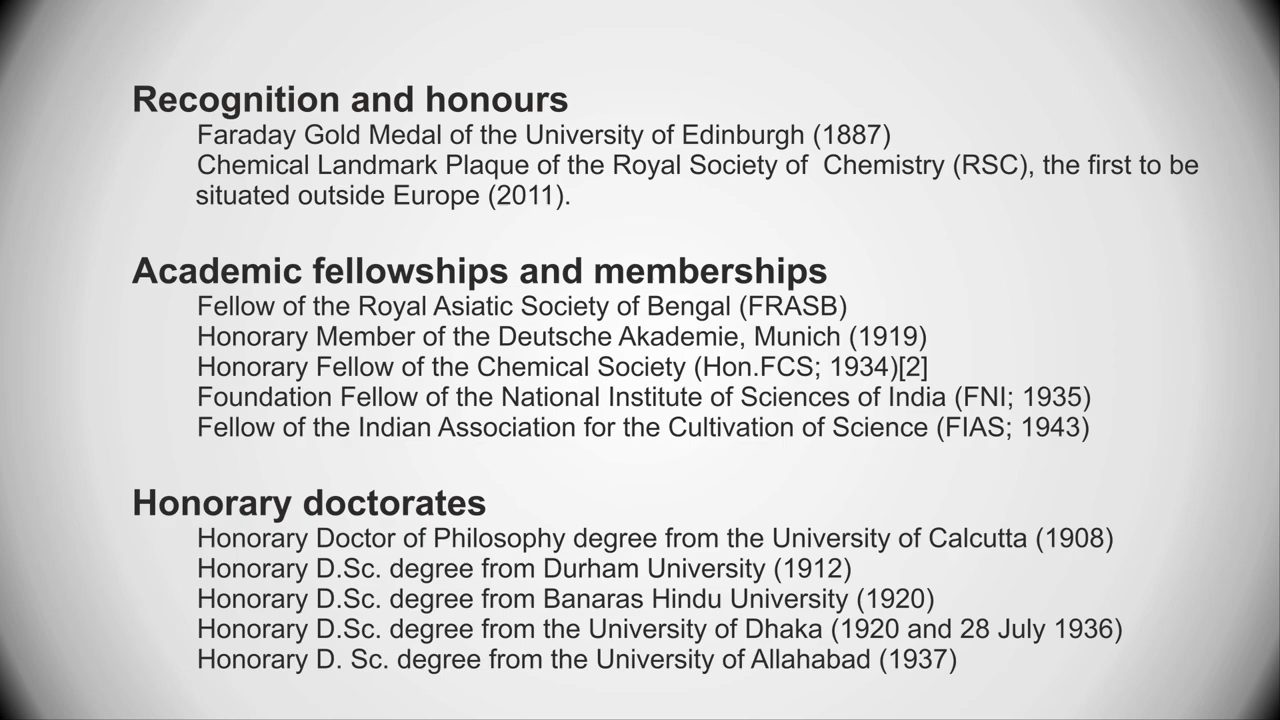 Recognition and honours
Faraday Gold Medal of the University of Edinburgh (1887)
Chemical Landmark Plaque of the Royal Society of  Chemistry (RSC), the first to be
situated outside Europe (2011).
Academic fellowships and memberships
Fellow of the Royal Asiatic Society of Bengal (FRASB)
Honorary Member of the Deutsche Akademie, Munich (1919)
Honorary Fellow of the Chemical Society (Hon.FCS; 1934)[2]
Foundation Fellow of the National Institute of Sciences of India (FNI; 1935)
Fellow of the Indian Association for the Cultivation of Science (FIAS; 1943)
Honorary doctorates
Honorary Doctor of Philosophy degree from the University of Calcutta (1908)
Honorary D.Sc. degree from Durham University (1912)
Honorary D.Sc. degree from Banaras Hindu University (1920)
Honorary D.Sc. degree from the University of Dhaka (1920 and 28 July 1936)
Honorary D. Sc. degree from the University of Allahabad (1937)